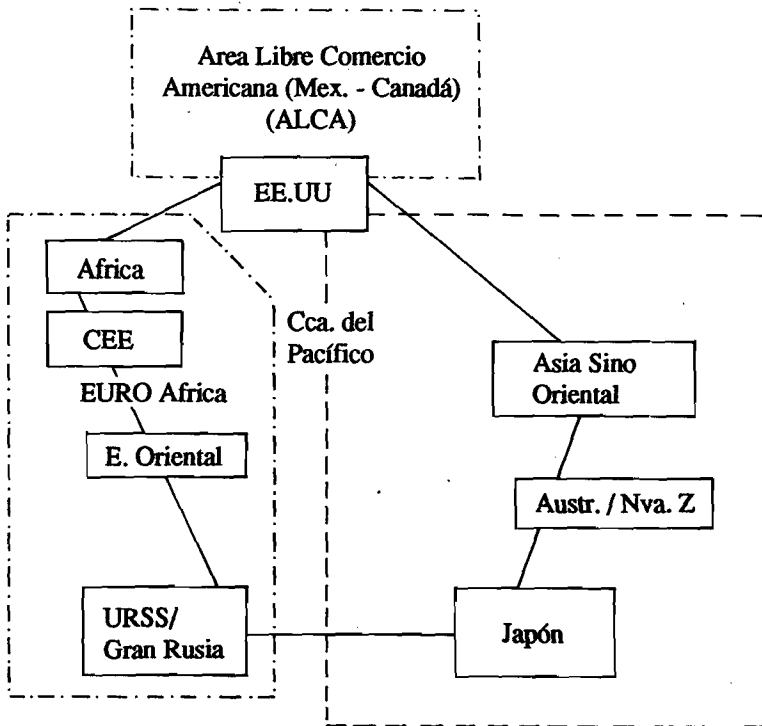 Area Libre Comercio
Americana (Mex. - Canadá)
(ALCA)
EE.UU
Africa
CEE
EURO Africa
E. Oriental
URSS/
Gran Rusia
Cca. del
Pacífico
Asia Sino
Oriental
Austr. / Nva. Z
Japón